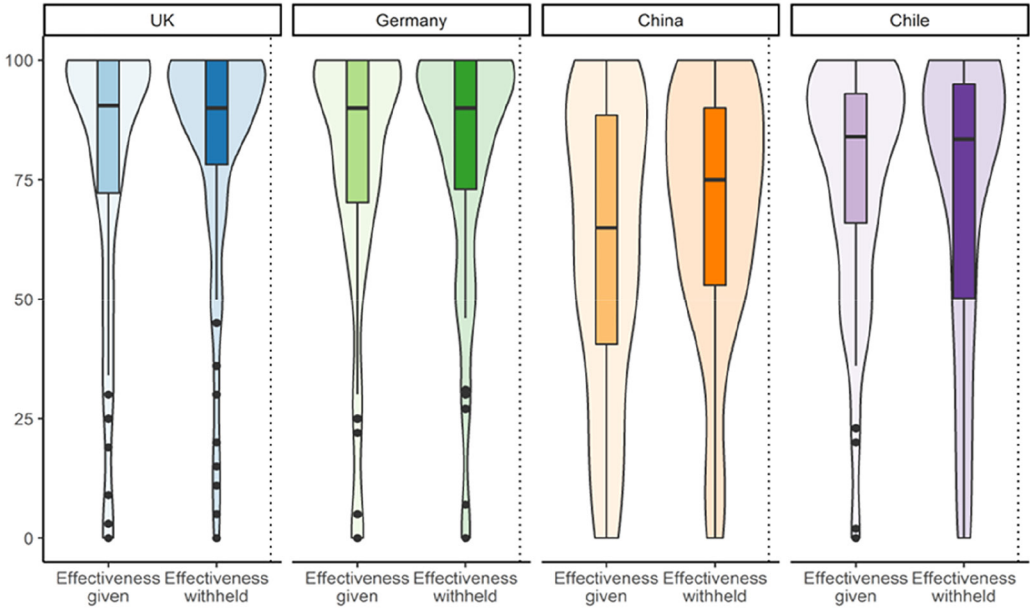 UK Germany China Chile
100
75
50
25
0
Effectiveness Effectiveness Effectiveness Effectiveness Effectiveness Effectiveness Effectiveness Effectiveness
given withheld given withheld given withheld given withheld